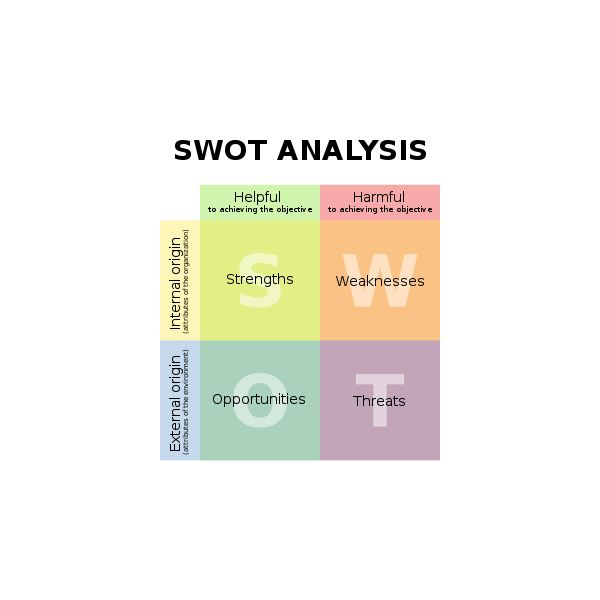 SWOT ANALYSIS
Helpful
to achieving the objective
Harmful
to achieving the objective
Internal origin
(attributes of the organization)
S
Strengths
W
Weaknesses
External origin
(attributes of the environment)
O
Opportunities
T
Threats